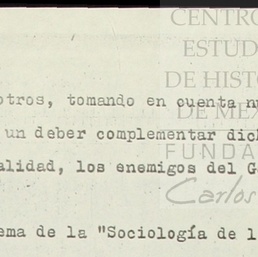 CENTRO
ESTUD
DE HISTO
otros, tomando en cuenta nu
DE MÉX
un deber complementar dich
FUNDA
alidad, los enemigos del G
Carlos
ema de la "Sociología de l